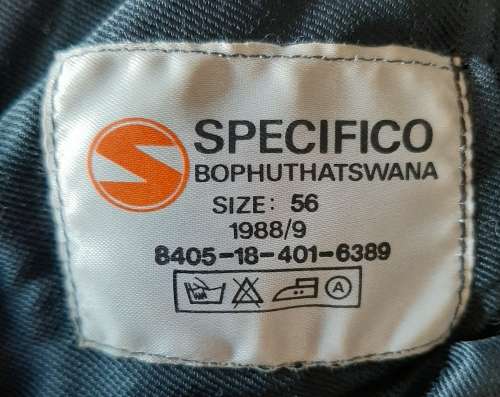 SPECIFICO
BOPHUTHATSWANA
SIZE: 56
1988/9
8405-18-401-6389
A